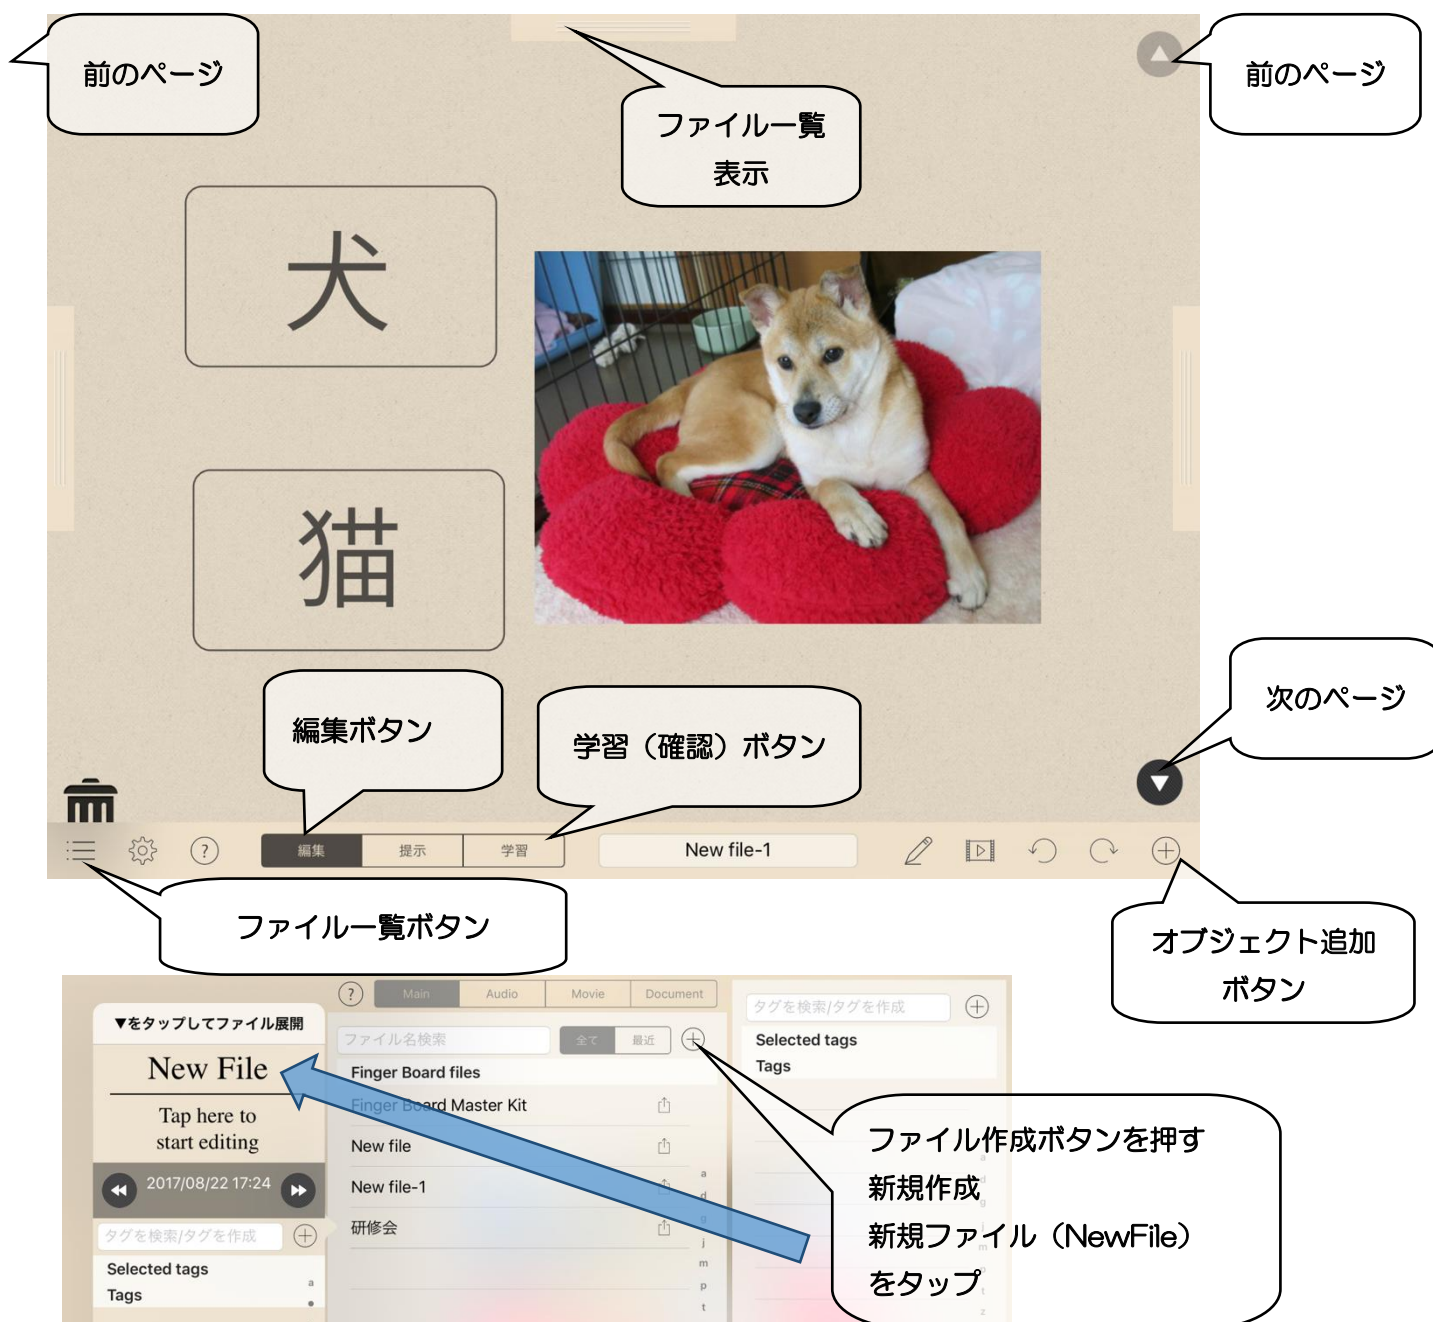 前のページ
前のページ
ファイル一覧
表示
犬
猫
次のページ
編集ボタン
学習（確認）ボタン
?
編集
提示
学習
New file-1
ファイル一覧ボタン
オブジェクト追加
ボタン
▼をタップしてファイル展開
New File
Tap here to
start editing
2017/08/22 17:24
タグを検索/タグを作成
Selected tags
Tags
a
?
Main
Audio
Movie
Document
ファイル名検索
全て
最近
Finger Board files
Finger Board Master Kit
New file
New file-1
研修会
a
d
g
j
m
p
t
タグを検索/タグを作成
Selected tags
Tags
a
d
g
j
m
p
t
z
ファイル作成ボタンを押す
新規作成
新規ファイル（NewFile）
をタップ